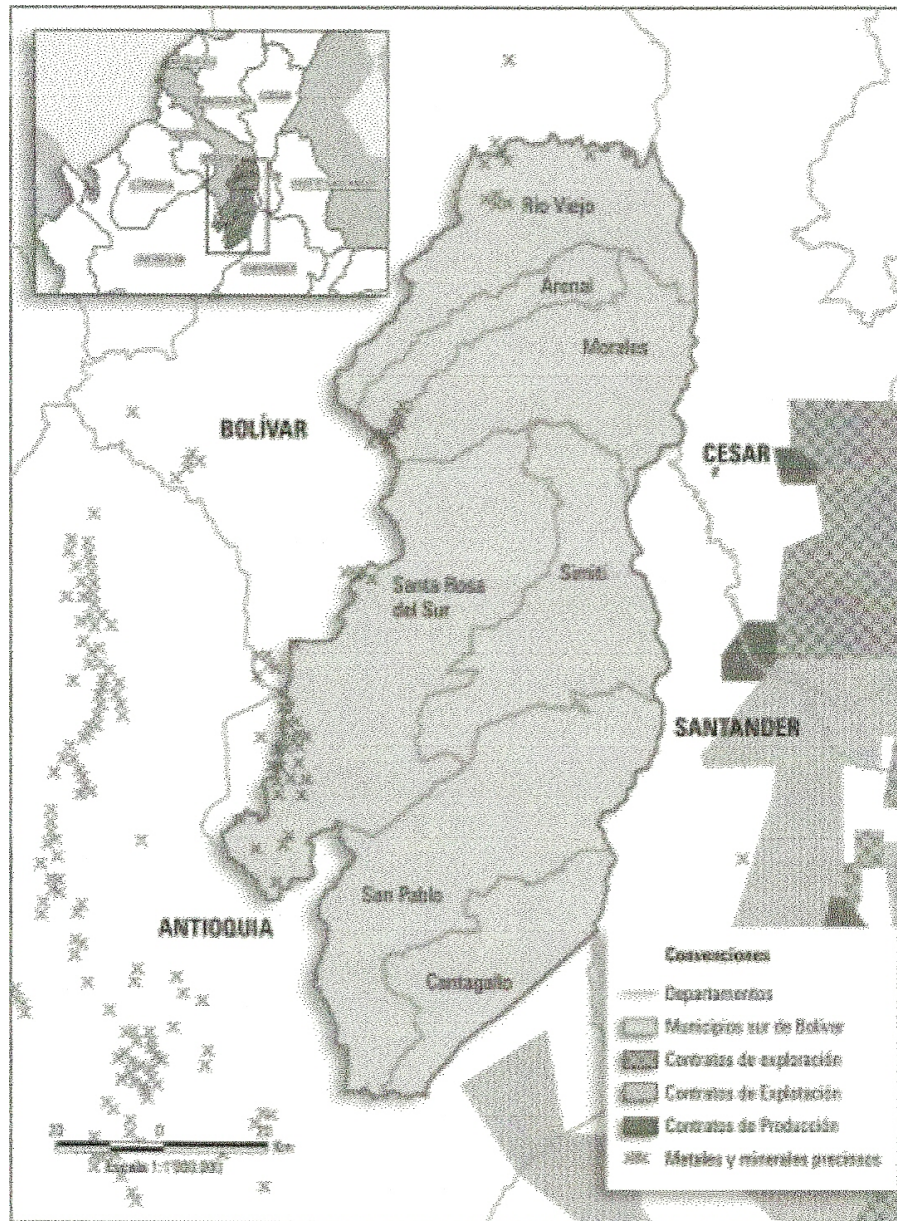 Río Viejo
Arenal
Morales
BOLÍVAR
CESAR
Santa Rosa
del Sur
Simití
SANTANDER
San Pablo
ANTIOQUIA
Cantagallo
Convenciones
Departamentos
Municipios sur de Bolívar
Contratos de exploración
Contratos de Explotación
Contratos de Producción
Metales y minerales preciosos
0
Km